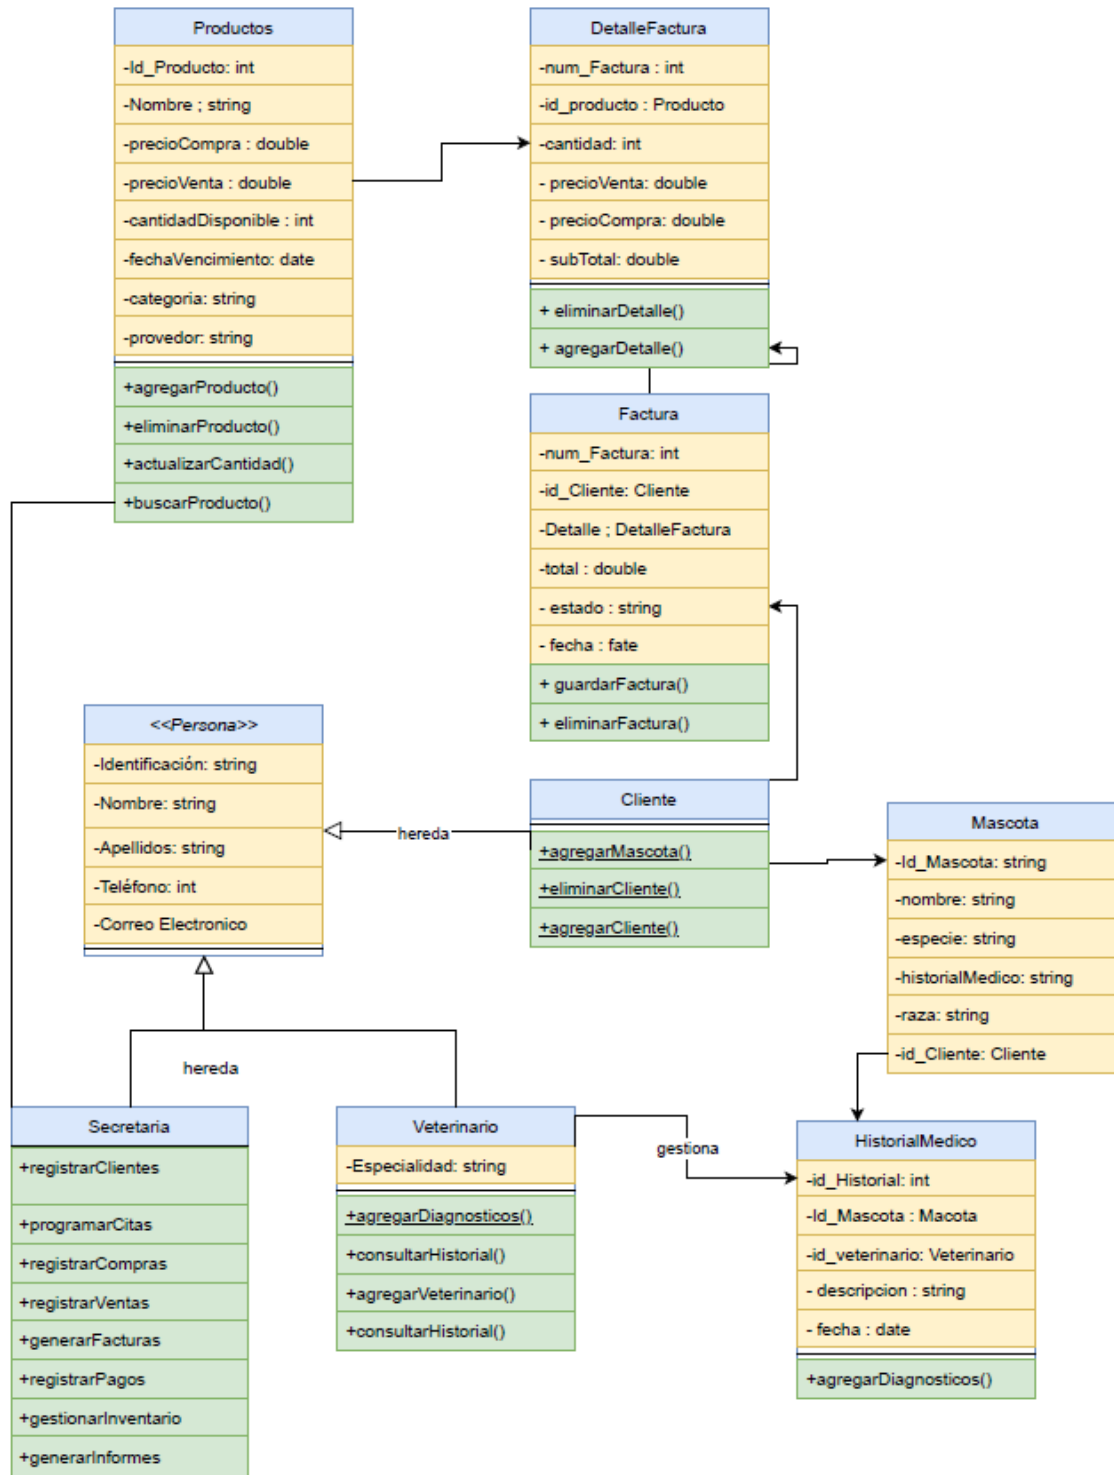 Productos
-Id_Producto: int
-Nombre ; string
-precioCompra : double
-precioVenta : double
-cantidadDisponible : int
-fechaVencimiento: date
-categoria: string
-provedor: string
+agregarProducto()
+eliminarProducto()
+actualizarCantidad()
+buscarProducto()
DetalleFactura
-num_Factura : int
-id_producto : Producto
-cantidad: int
- precioVenta: double
- precioCompra: double
- subTotal: double
+ eliminarDetalle()
+ agregarDetalle()
Factura
-num_Factura: int
-id_Cliente: Cliente
-Detalle ; DetalleFactura
-total : double
- estado : string
- fecha : fate
+ guardarFactura()
+ eliminarFactura()
<<Persona>>
-Identificación: string
-Nombre: string
-Apellidos: string
-Teléfono: int
-Correo Electronico
hereda
Cliente
+agregarMascota()
+eliminarCliente()
+agregarCliente()
Mascota
-Id_Mascota: string
-nombre: string
-especie: string
-historialMedico: string
-raza: string
-id_Cliente: Cliente
hereda
Secretaria
+registrarClientes
+programarCitas
+registrarCompras
+registrarVentas
+generarFacturas
+registrarPagos
+gestionarInventario
+generarInformes
Veterinario
-Especialidad: string
+agregarDiagnosticos()
+consultarHistorial()
+agregarVeterinario()
+consultarHistorial()
gestiona
HistorialMedico
-id_Historial: int
-Id_Mascota : Macota
-id_veterinario: Veterinario
- descripcion : string
- fecha : date
+agregarDiagnosticos()